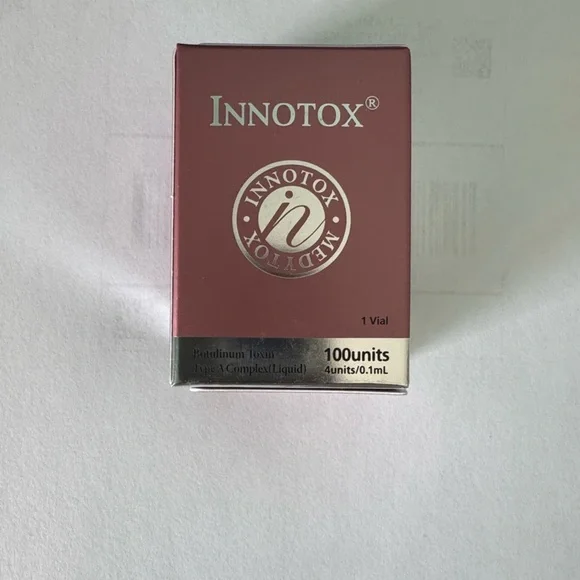 INNOTOX®
INNOTOX • MEDYTOX •
in
1 Vial
Botulinum Toxin
Type A Complex(Liquid)
100units
4units/0.1mL